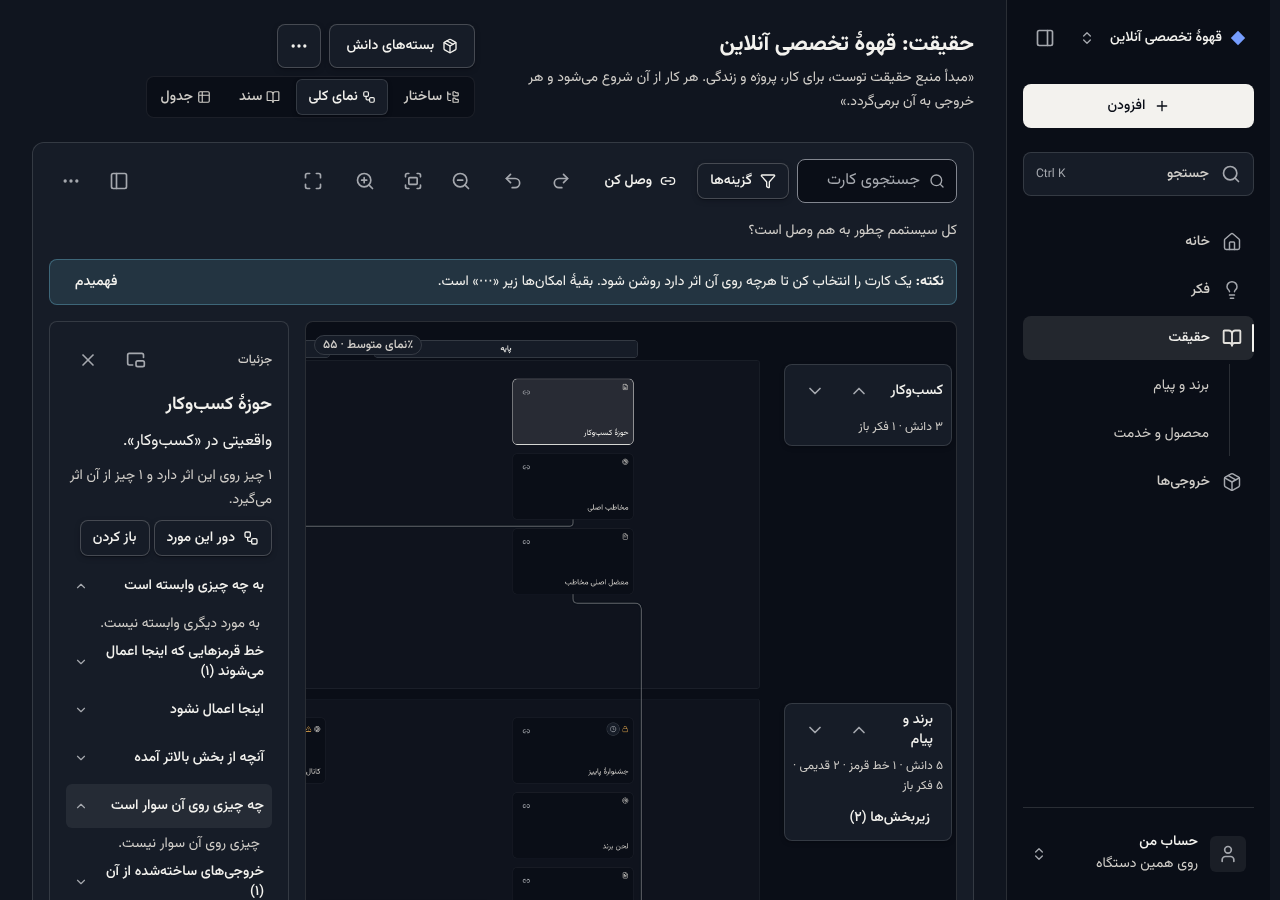 قهوهٔ تخصصی آنلاین
افزودن
جستجو
Ctrl K
خانه
فکر
حقیقت
برند و پیام
محصول و خدمت
خروجی‌ها
حساب من
روی همین دستگاه
حقیقت: قهوهٔ تخصصی آنلاین
«مبدأ منبع حقیقت توست، برای کار، پروژه و زندگی. هر کار از آن شروع می‌شود و هر
خروجی به آن برمی‌گردد.»
بسته‌های دانش
ساختار
نمای کلی
سند
جدول
جستجوی کارت
گزینه‌ها
وصل کن
کل سیستمم چطور به هم وصل است؟
نکته: یک کارت را انتخاب کن تا هرچه روی آن اثر دارد روشن شود. بقیهٔ امکان‌ها زیر «⋯» است.
فهمیدم
نمای متوسط · ۵۵٪
پایه
کسب‌وکار
۳ دانش · ۱ فکر باز
حوزهٔ کسب‌وکار
مخاطب اصلی
معضل اصلی مخاطب
برند و
پیام
۵ دانش · ۱ خط قرمز · ۲ قدیمی ·
۵ فکر باز
زیربخش‌ها (۲)
جشنوارهٔ پاییز
کانال
لحن برند
جزئیات
حوزهٔ کسب‌وکار
واقعیتی در «کسب‌وکار».
۱ چیز روی این اثر دارد و ۱ چیز از آن اثر
می‌گیرد.
دور این مورد
باز کردن
به چه چیزی وابسته است
به مورد دیگری وابسته نیست.
خط قرمزهایی که اینجا اعمال
می‌شوند (۱)
اینجا اعمال نشود
آنچه از بخش بالاتر آمده
چه چیزی روی آن سوار است
چیزی روی آن سوار نیست.
خروجی‌های ساخته‌شده از آن
(۱)